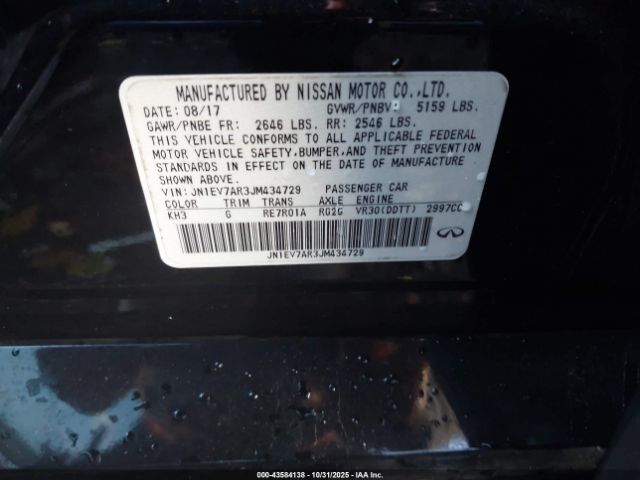 MANUFACTURED BY NISSAN MOTOR CO.,LTD.
DATE: 08/17 GVWR/PNBV: 5159 LBS.
GAWR/PNBE FR: 2646 LBS. RR: 2546 LBS.
THIS VEHICLE CONFORMS TO ALL APPLICABLE FEDERAL
MOTOR VEHICLE SAFETY,BUMPER,AND THEFT PREVENTION
STANDARDS IN EFFECT ON THE DATE OF MANUFACTURE
SHOWN ABOVE.
VIN: JN1EV7AR3JM434729 PASSENGER CAR
COLOR TRIM TRANS AXLE ENGINE
KH3 G RE7R01A RG2G VR30(DDTT) 2997CC
JN1EV7AR3JM434729
INFINITI
000-43584138 - 10/31/2025 - IAA Inc.